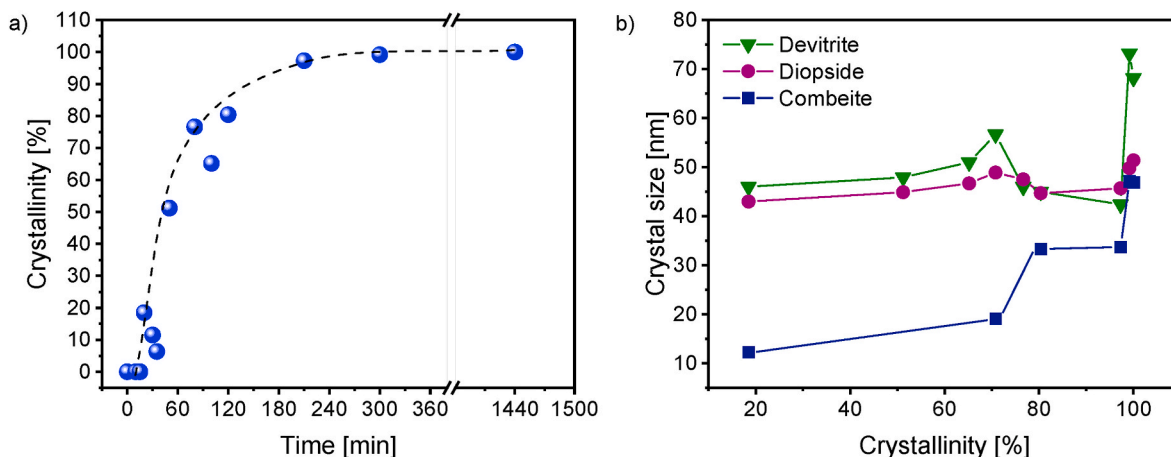 a)
110
100
90
80
70
60
50
40
30
20
10
0
Crystallinity [%]
0 60 120 180 240 300 360 1440 1500
Time [min]
b)
80
70
60
50
40
30
20
10
Crystal size [nm]
Devitrite
Diopside
Combeite
20 40 60 80 100
Crystallinity [%]